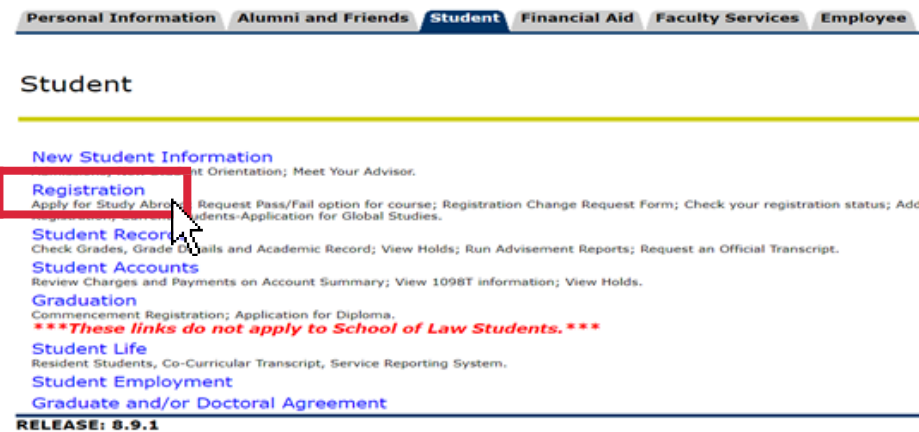 Personal Information Alumni and Friends Student Financial Aid Faculty Services Employee
Student
New Student Information
Orientation; Meet Your Advisor.
Registration
Apply for Study Request Pass/Fail option for course; Registration Change Request Form; Check your registration status; Add
Student
Check Grades, Grade and Academic Record; View Holds; Run Advisement Reports; Request an Official Transcript.
Student Accounts
Review Charges and Payments on Account Summary; View 1098T information; View Holds.
Graduation
Commencement Registration; Application for Diploma.
***These links do not apply to School of Law Students.***
Student Life
Resident Students, Co-Curricular Transcript, Service Reporting System.
Student Employment
Graduate and/or Doctoral Agreement
RELEASE: 8.9.1